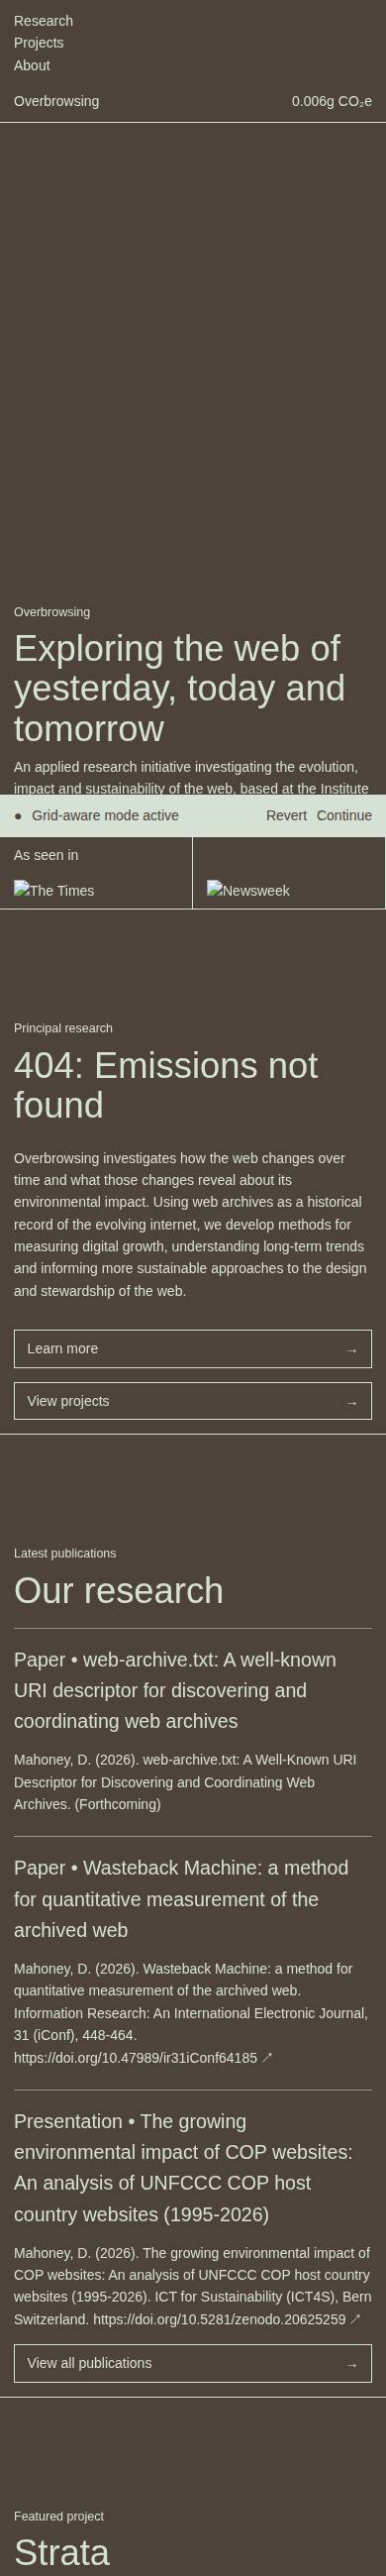 Research
Projects
About
Overbrowsing 0.006g CO₂e
Overbrowsing
Exploring the web of
yesterday, today and
tomorrow
An applied research initiative investigating the evolution,
impact and sustainability of the web, based at the Institute
● Grid-aware mode active Revert Continue
As seen in
The Times Newsweek
Principal research
404: Emissions not
found
Overbrowsing investigates how the web changes over
time and what those changes reveal about its
environmental impact. Using web archives as a historical
record of the evolving internet, we develop methods for
measuring digital growth, understanding long-term trends
and informing more sustainable approaches to the design
and stewardship of the web.
Learn more →
View projects →
Latest publications
Our research
Paper • web-archive.txt: A well-known
URI descriptor for discovering and
coordinating web archives
Mahoney, D. (2026). web-archive.txt: A Well-Known URI
Descriptor for Discovering and Coordinating Web
Archives. (Forthcoming)
Paper • Wasteback Machine: a method
for quantitative measurement of the
archived web
Mahoney, D. (2026). Wasteback Machine: a method for
quantitative measurement of the archived web.
Information Research: An International Electronic Journal,
31 (iConf), 448-464.
https://doi.org/10.47989/ir31iConf64185 ↗
Presentation • The growing
environmental impact of COP websites:
An analysis of UNFCCC COP host
country websites (1995-2026)
Mahoney, D. (2026). The growing environmental impact of
COP websites: An analysis of UNFCCC COP host country
websites (1995-2026). ICT for Sustainability (ICT4S), Bern
Switzerland. https://doi.org/10.5281/zenodo.20625259 ↗
View all publications →
Featured project
Strata